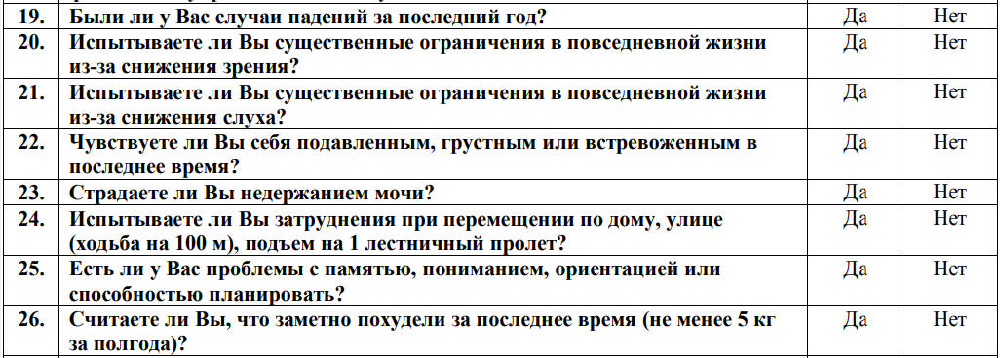 19. Были ли у Вас случаи падений за последний год? Да Нет
20. Испытываете ли Вы существенные ограничения в повседневной жизни Да Нет
из-за снижения зрения?
21. Испытываете ли Вы существенные ограничения в повседневной жизни Да Нет
из-за снижения слуха?
22. Чувствуете ли Вы себя подавленным, грустным или встревоженным в Да Нет
последнее время?
23. Страдаете ли Вы недержанием мочи? Да Нет
24. Испытываете ли Вы затруднения при перемещении по дому, улице Да Нет
(ходьба на 100 м), подъем на 1 лестничный пролет?
25. Есть ли у Вас проблемы с памятью, пониманием, ориентацией или Да Нет
способностью планировать?
26. Считаете ли Вы, что заметно похудели за последнее время (не менее 5 кг Да Нет
за полгода)?